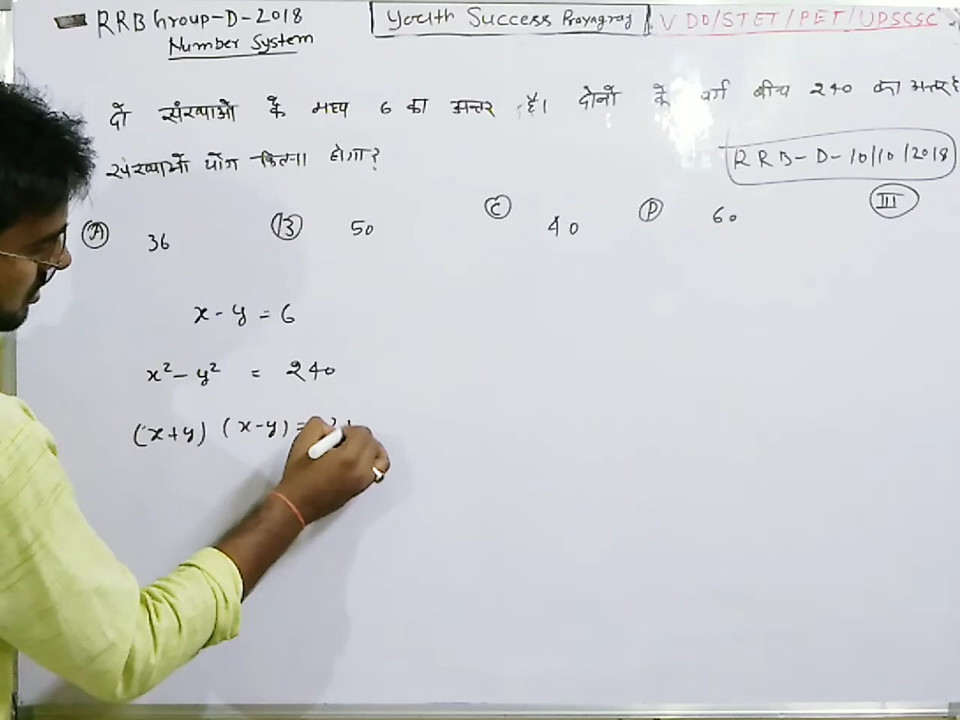 RRB Group-D-2018
Number System
Youth Success Prayagraj
VDO/STET/PET/UPSSSC
दो संख्याओ के मध्य 6 का अन्तर है। दोनों के वर्ग बीच 240 का अन्तर है
संख्याओं योग कितना होगा?
RRB-D-10/10/2018
III
A 36 B 50 C 40 D 60
x - y = 6
x² - y² = 240
(x+y) (x-y) =